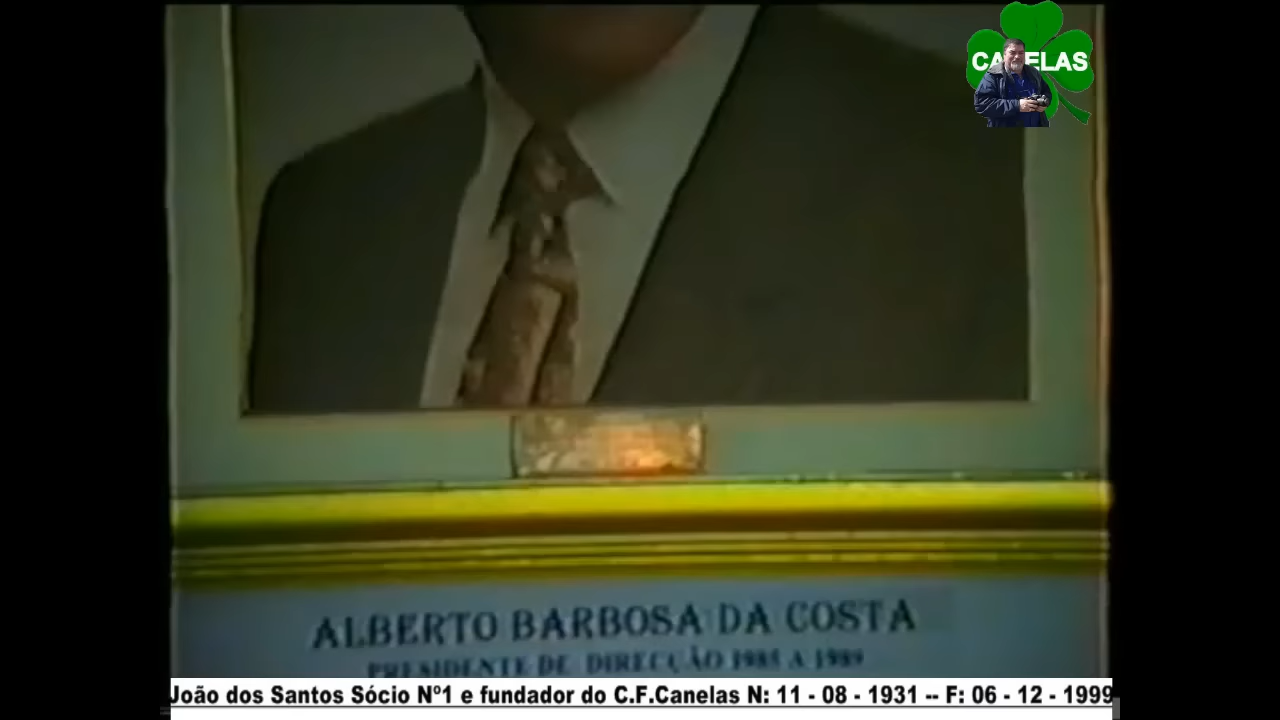 CANELAS
ALBERTO BARBOSA DA COSTA
PRESIDENTE DE DIRECÇÃO 1985 A 1989
João dos Santos Sócio Nº1 e fundador do C.F.Canelas N: 11 - 08 - 1931 -- F: 06 - 12 - 1999